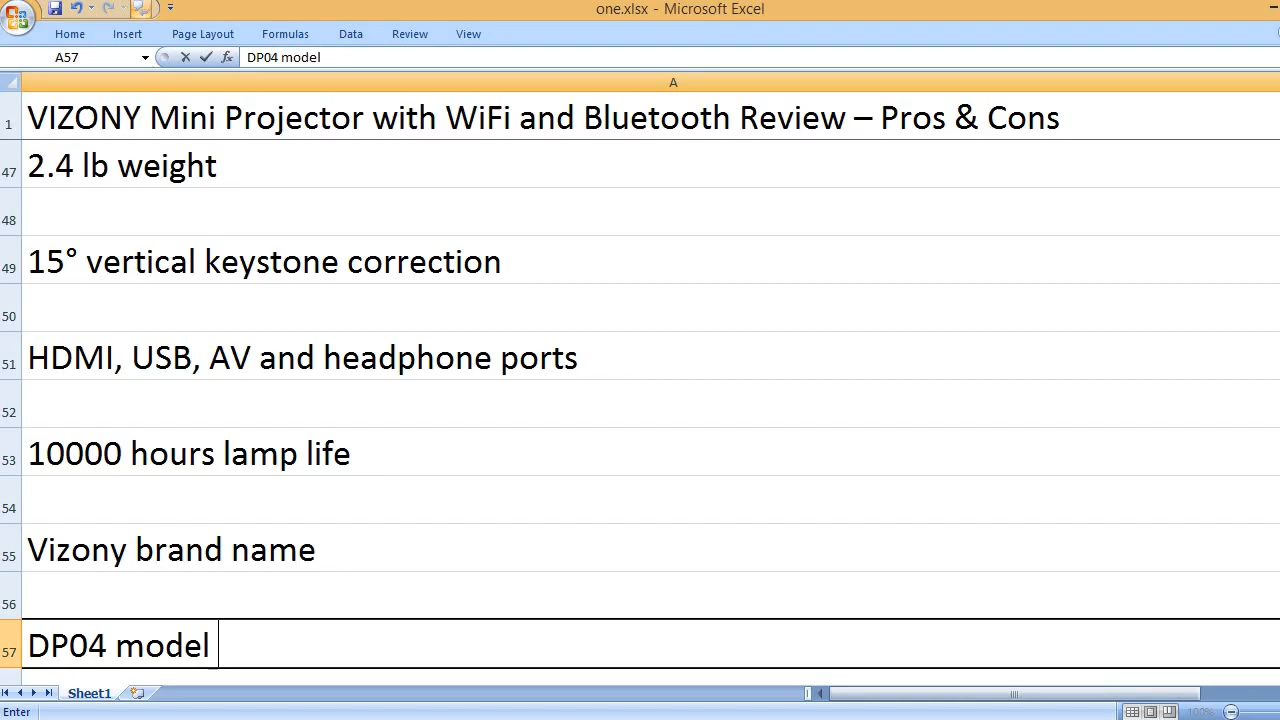 one.xlsx - Microsoft Excel
Home Insert Page Layout Formulas Data Review View
A57 fx DP04 model
A
1 VIZONY Mini Projector with WiFi and Bluetooth Review – Pros & Cons
47 2.4 lb weight
48
49 15° vertical keystone correction
50
51 HDMI, USB, AV and headphone ports
52
53 10000 hours lamp life
54
55 Vizony brand name
56
57 DP04 model
Sheet1
Enter 100%